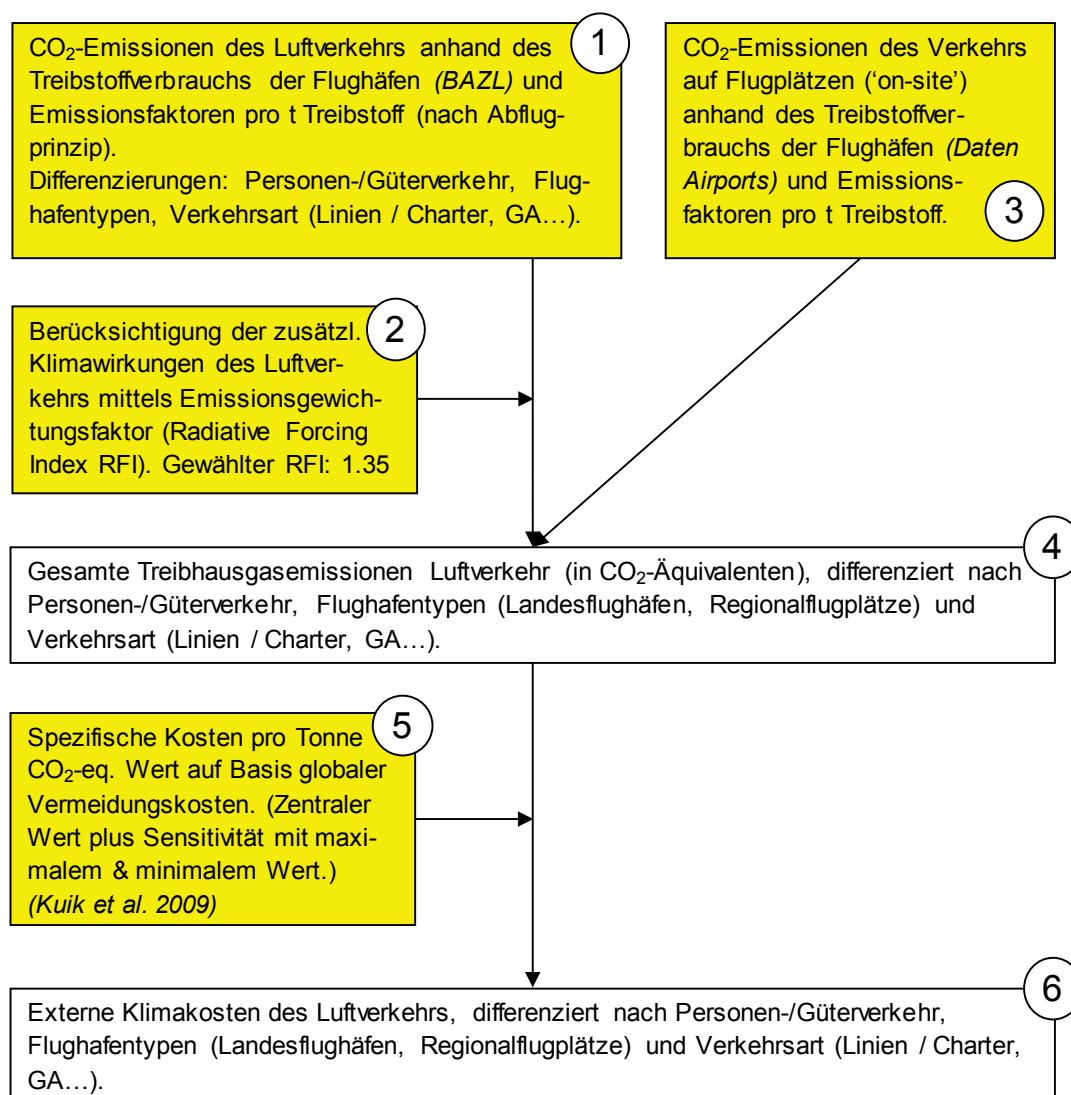 1
CO₂-Emissionen des Luftverkehrs anhand des
Treibstoffverbrauchs der Flughäfen (BAZL) und
Emissionsfaktoren pro t Treibstoff (nach Abflug-
prinzip).
Differenzierungen: Personen-/Güterverkehr, Flug-
hafentypen, Verkehrsart (Linien / Charter, GA…).
CO₂-Emissionen des Verkehrs
auf Flugplätzen (‘on-site’)
anhand des Treibstoffver-
brauchs der Flughäfen (Daten
Airports) und Emissions-
faktoren pro t Treibstoff.
3
2
Berücksichtigung der zusätzl.
Klimawirkungen des Luftver-
kehrs mittels Emissionsgewich-
tungsfaktor (Radiative Forcing
Index RFI). Gewählter RFI: 1.35
4
Gesamte Treibhausgasemissionen Luftverkehr (in CO₂-Äquivalenten), differenziert nach
Personen-/Güterverkehr, Flughafentypen (Landesflughäfen, Regionalflugplätze) und
Verkehrsart (Linien / Charter, GA…).
5
Spezifische Kosten pro Tonne
CO₂-eq. Wert auf Basis globaler
Vermeidungskosten. (Zentraler
Wert plus Sensitivität mit maxi-
malem & minimalem Wert.)
(Kuik et al. 2009)
6
Externe Klimakosten des Luftverkehrs, differenziert nach Personen-/Güterverkehr,
Flughafentypen (Landesflughäfen, Regionalflugplätze) und Verkehrsart (Linien / Charter,
GA…).